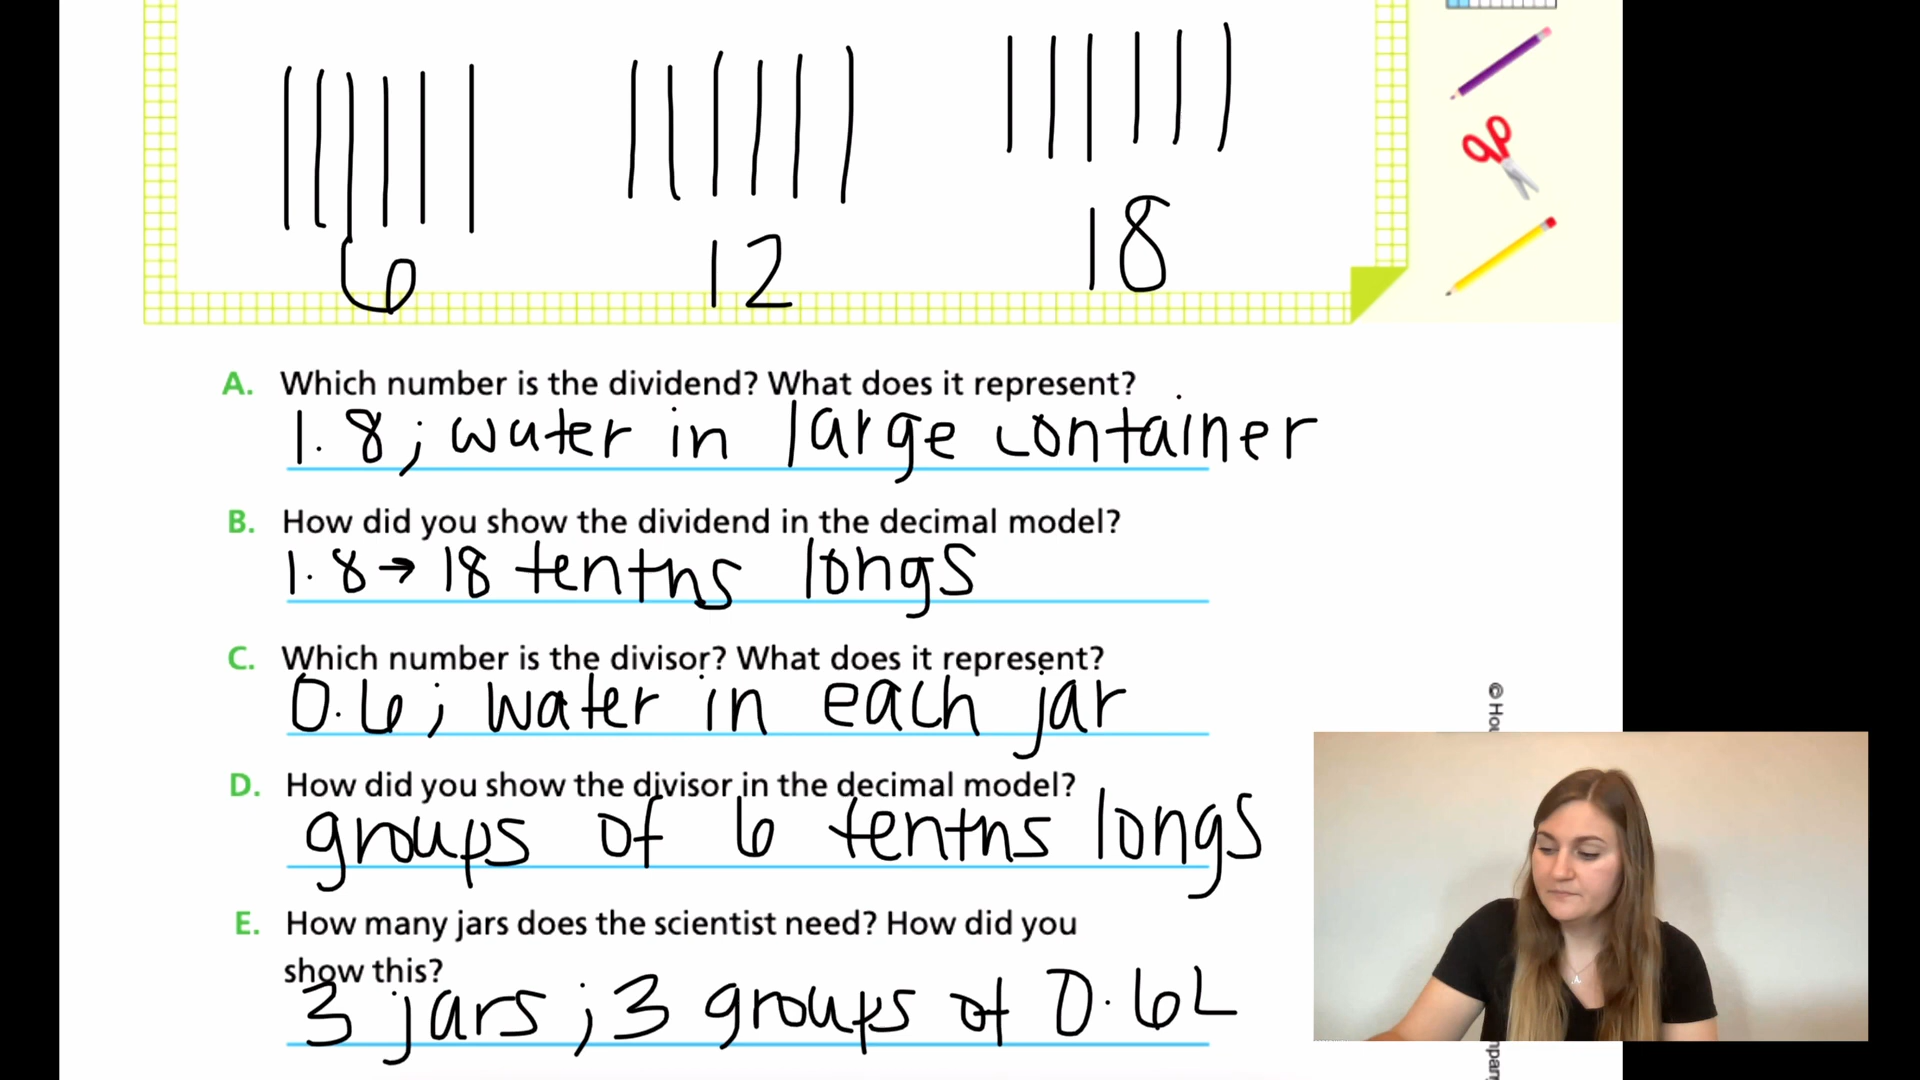 6 12 18
A. Which number is the dividend? What does it represent?
1.8; water in large container
B. How did you show the dividend in the decimal model?
1.8→18 tenths longs
C. Which number is the divisor? What does it represent?
0.6; water in each jar
D. How did you show the divisor in the decimal model?
groups of 6 tenths longs
E. How many jars does the scientist need? How did you
show this?
3 jars; 3 groups of 0.6L